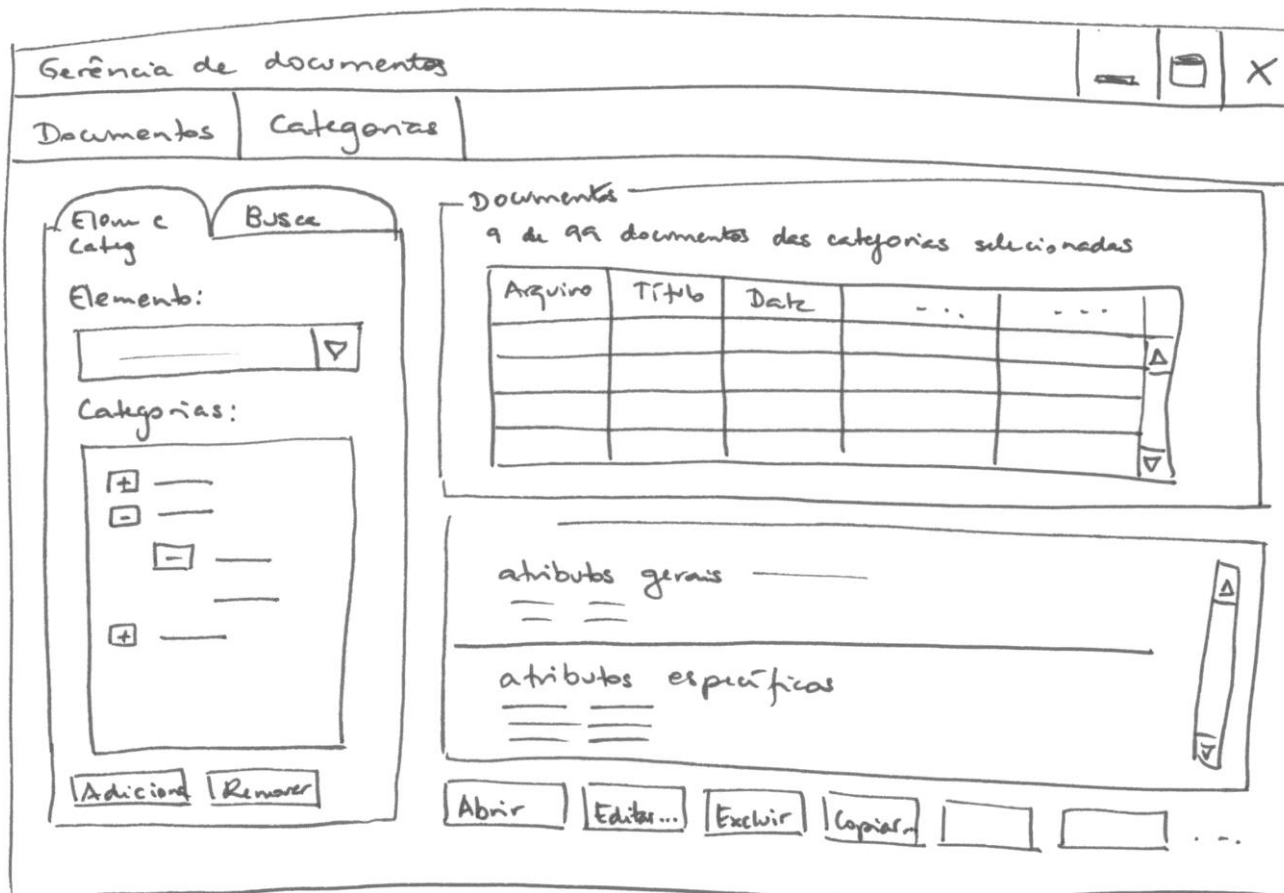 Gerência de documentos
Documentos
Categorias
Elem e
Categ
Busca
Elemento:
Categorias:
+
-
-
+
Adicionar
Remover
Documentos
9 de 99 documentos das categorias selecionadas
Arquivo
Título
Data
...
...
atributos gerais
atributos específicos
Abrir
Editar...
Excluir
Copiar...
...